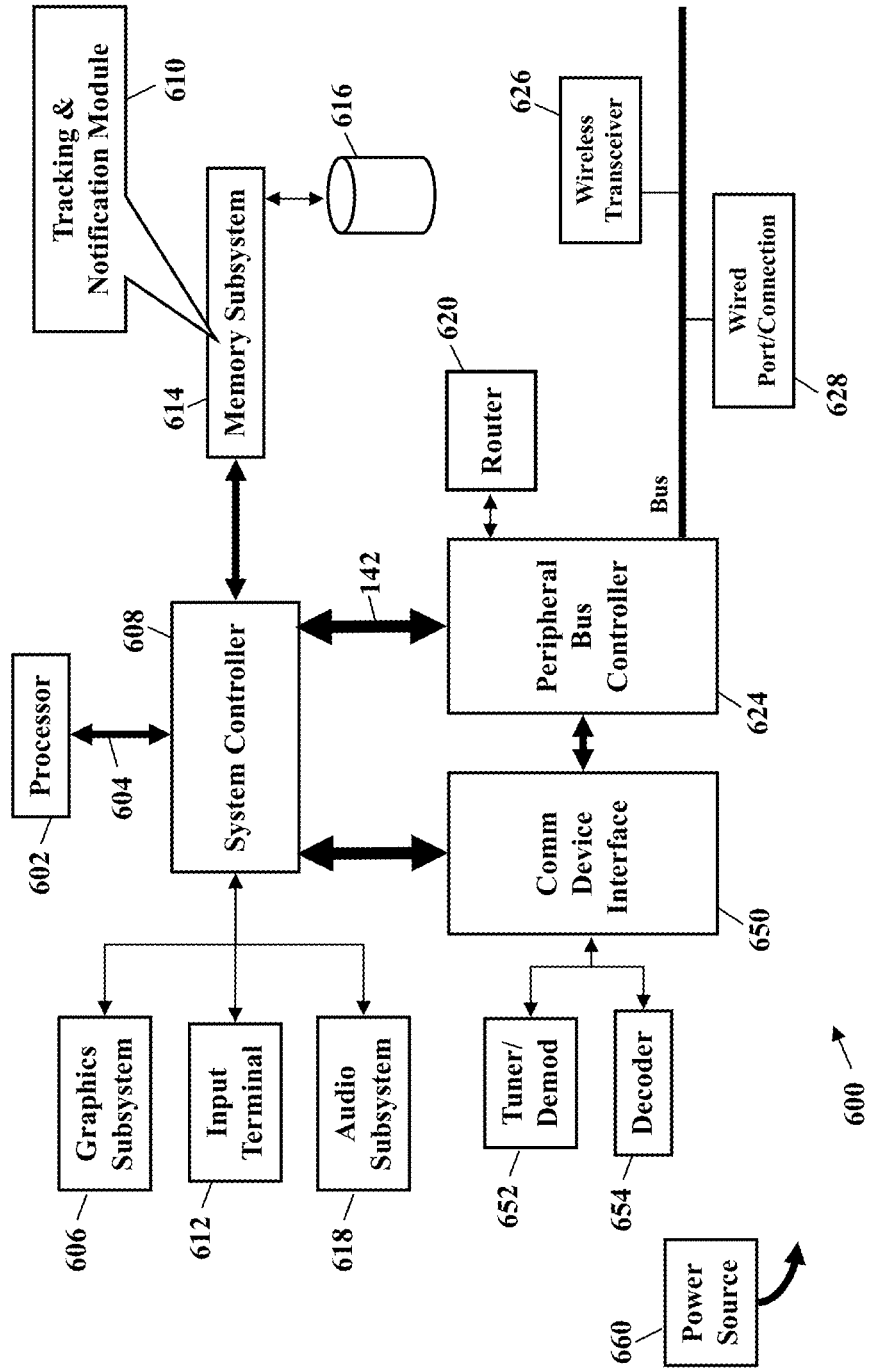 Graphics
Subsystem
606
Input
Terminal
612
Audio
Subsystem
618
Processor
602
604
System Controller
608
Tracking &
Notification Module
610
Memory Subsystem
614
616
142
Tuner/
Demod
652
Decoder
654
Comm
Device
Interface
650
Peripheral
Bus
Controller
624
Router
620
Bus
Wireless
Transceiver
626
Wired
Port/Connection
628
Power
Source
660
600